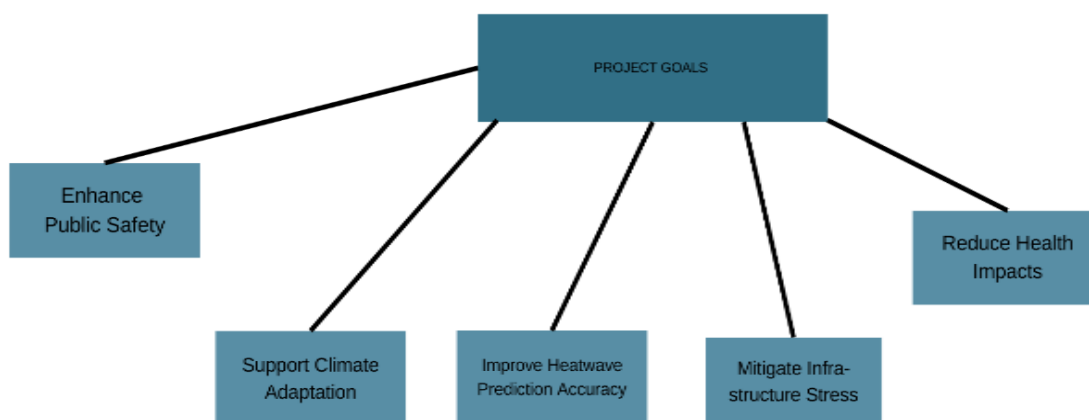 PROJECT GOALS
Enhance
Public Safety
Support Climate
Adaptation
Improve Heatwave
Prediction Accuracy
Mitigate Infra-
structure Stress
Reduce Health
Impacts